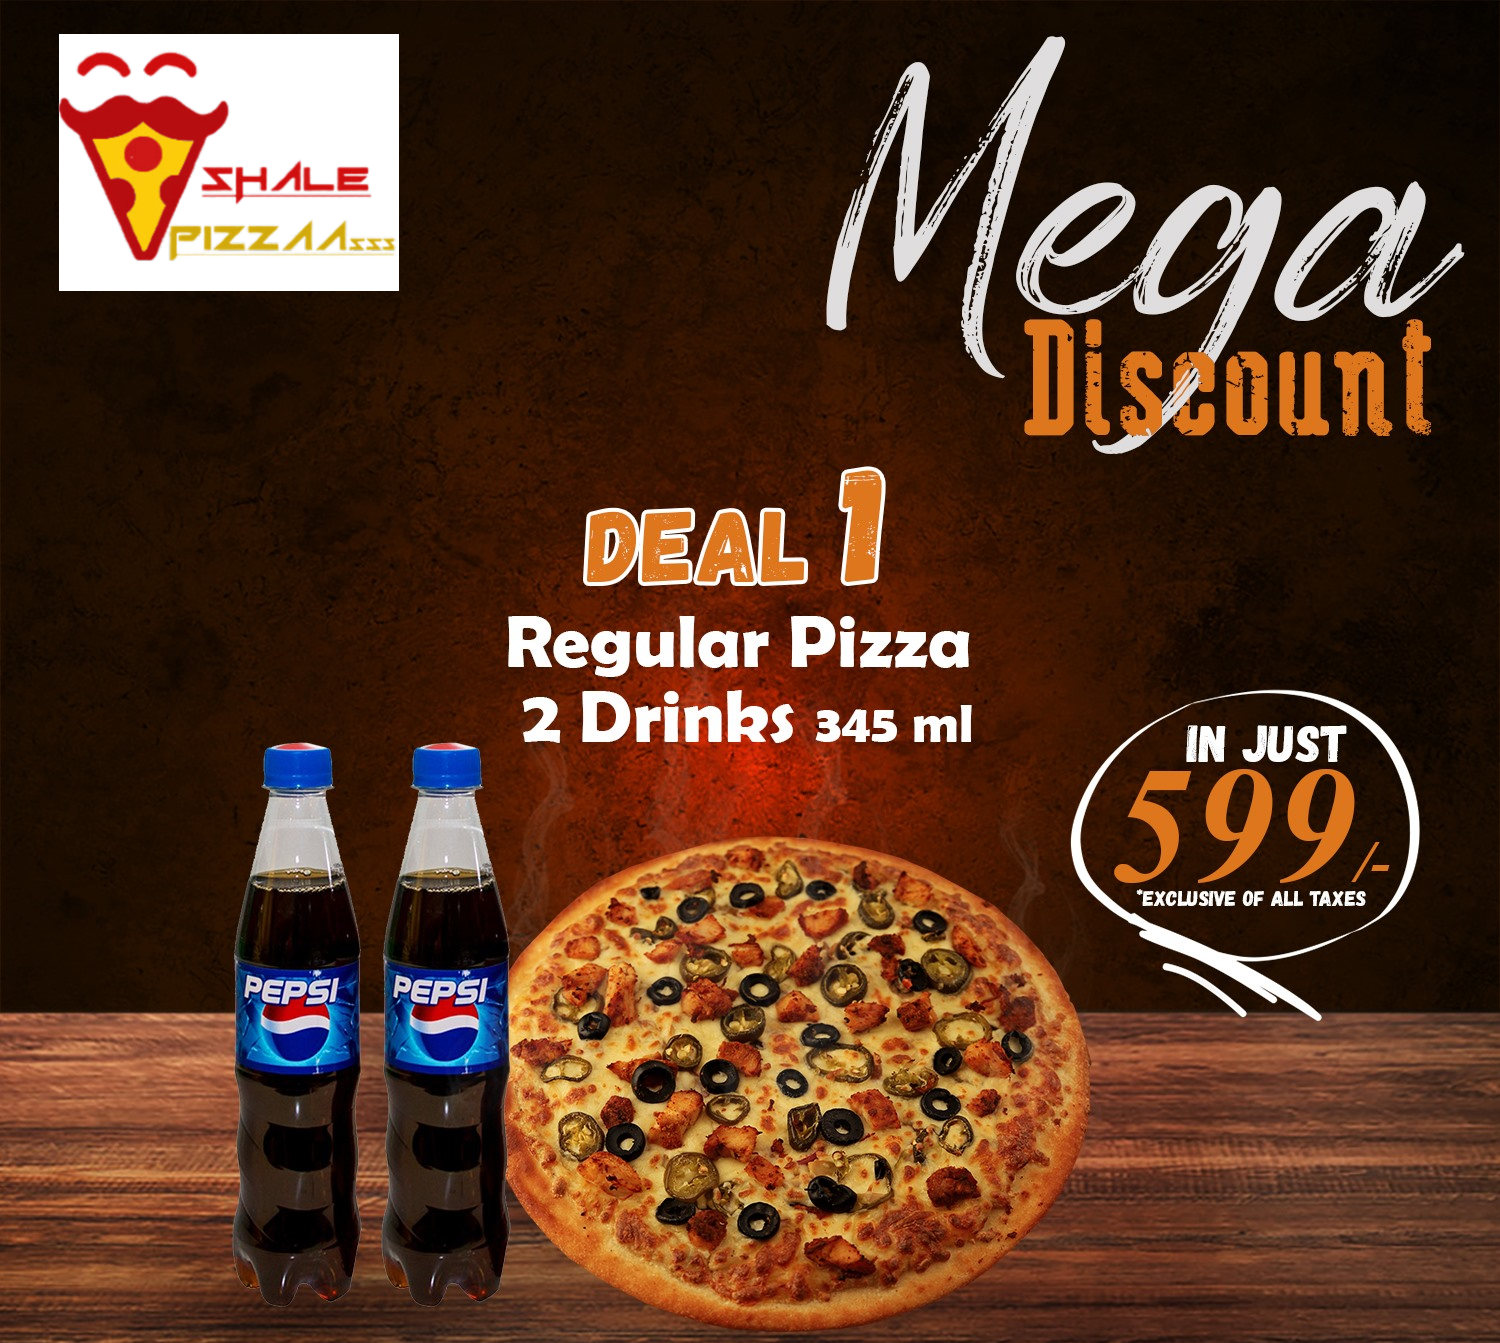 SHALE
PIZZAAsss
Mega
Discount
DEAL 1
Regular Pizza
2 Drinks 345 ml
IN JUST
599/-
*EXCLUSIVE OF ALL TAXES
PEPSI PEPSI